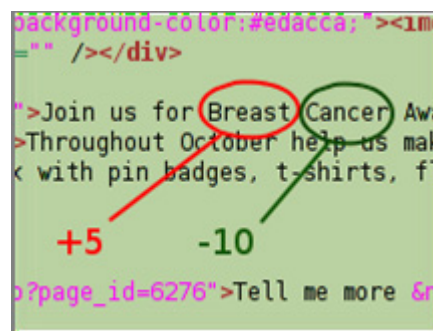 background-color:#edacca;"><im
="" /></div>
">Join us for Breast Cancer Awa
>Throughout October help us mak
x with pin badges, t-shirts, fl
+5 -10
p?page_id=6276">Tell me more &n